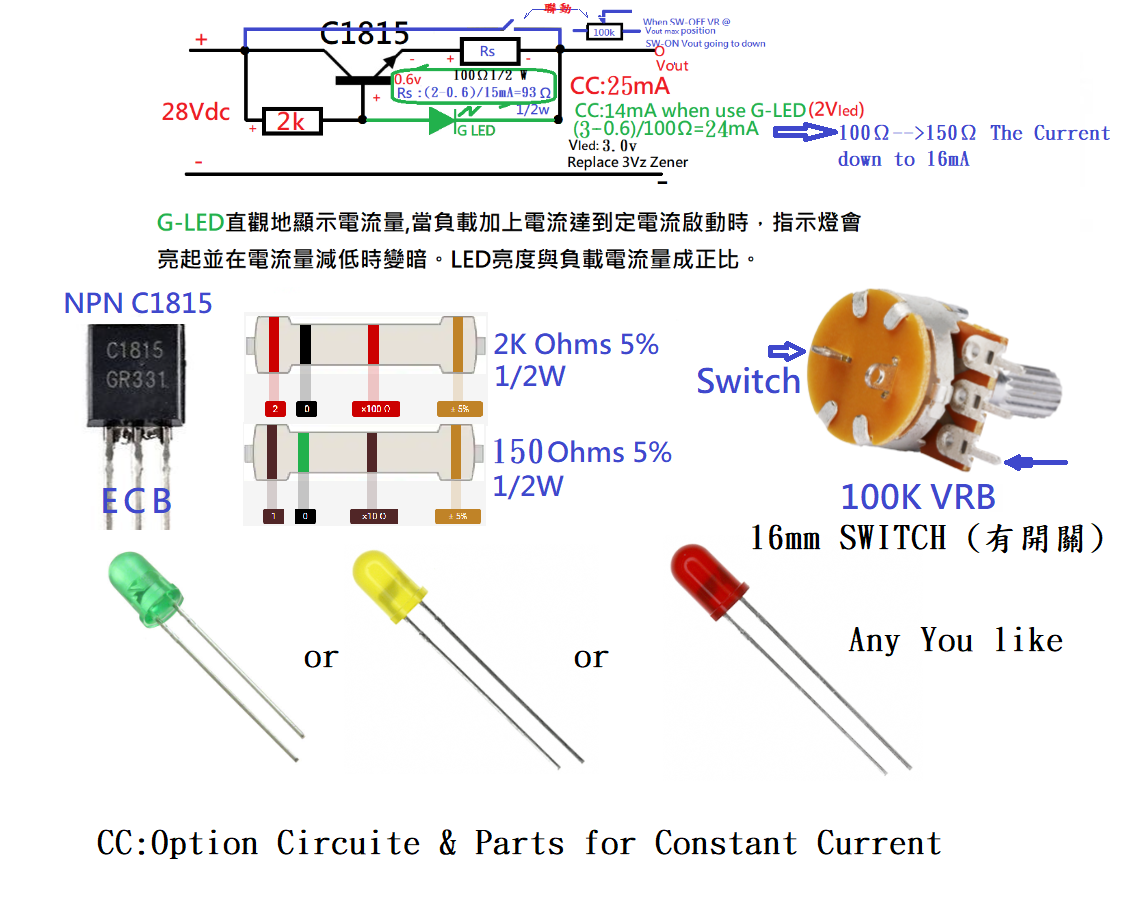 聯動
C1815
100k
When SW-OFF VR @
Vout max position
SW-ON Vout going to down
+
Rs
-
+
-
Vout
0.6v
100Ω1/2 W
Rs :(2-0.6)/15mA=93 Ω
1/2w
CC:25mA
28Vdc
+
2k
+
G LED
CC:14mA when use G-LED(2Vled)
(3-0.6)/100Ω=24mA
100Ω-->150Ω The Current
down to 16mA
Vled: 3.0v
Replace 3Vz Zener
-
-
G-LED直觀地顯示電流量,當負載加上電流達到定電流啟動時，指示燈會
亮起並在電流量減低時變暗。LED亮度與負載電流量成正比。
NPN C1815
C1815
GR331
E C B
2K Ohms 5%
1/2W
2 0 x100 Ω ± 5%
150 Ohms 5%
1/2W
1 0 x10 Ω ± 5%
Switch
100K VRB
16mm SWITCH (有開關)
or
or
Any You like
CC:Option Circuite & Parts for Constant Current